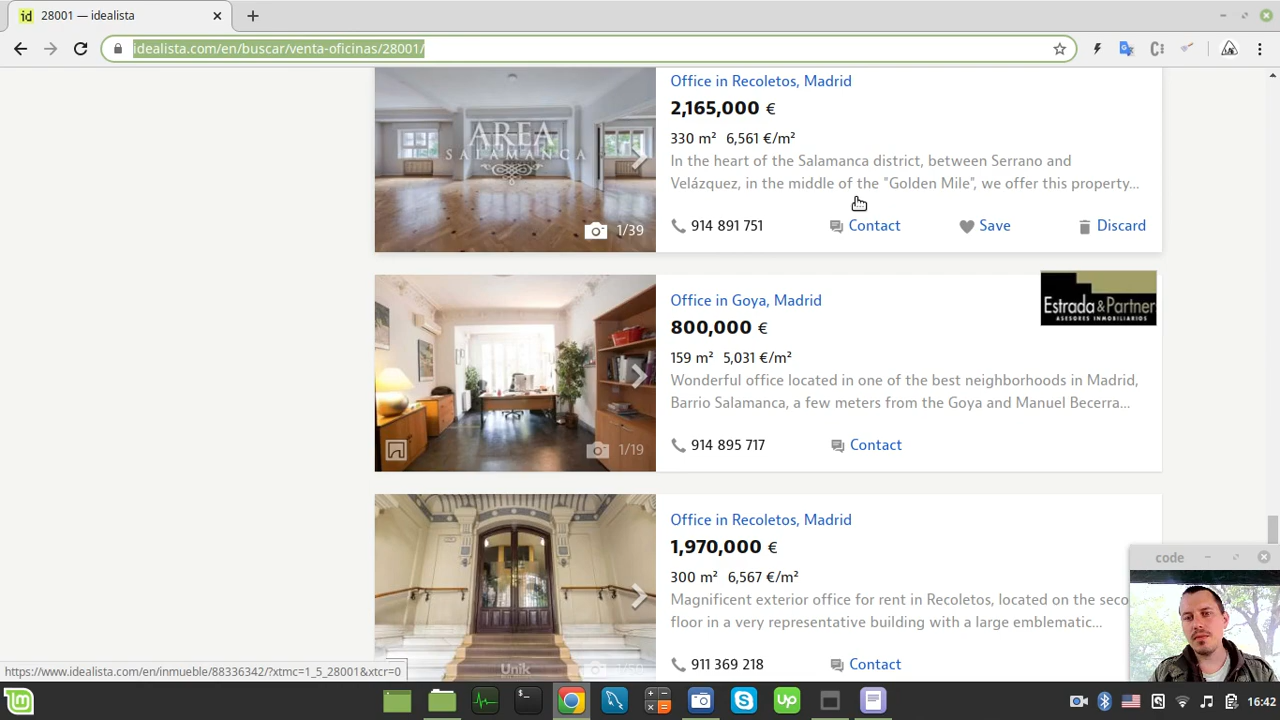 id 28001 — idealista
idealista.com/en/buscar/venta-oficinas/28001/
AREA
SALAMANCA
1/39
Office in Recoletos, Madrid
2,165,000 €
330 m² 6,561 €/m²
In the heart of the Salamanca district, between Serrano and
Velázquez, in the middle of the "Golden Mile", we offer this property...
914 891 751 Contact Save Discard
1/19
Office in Goya, Madrid
Estrada & Partner
ASESORES INMOBILIARIOS
800,000 €
159 m² 5,031 €/m²
Wonderful office located in one of the best neighborhoods in Madrid,
Barrio Salamanca, a few meters from the Goya and Manuel Becerra...
914 895 717 Contact
Unik
Office in Recoletos, Madrid
1,970,000 €
300 m² 6,567 €/m²
Magnificent exterior office for rent in Recoletos, located on the seco
floor in a very representative building with a large emblematic...
911 369 218 Contact
code
https://www.idealista.com/en/inmueble/88336342/?xtmc=1_5_28001&xtcr=0
Up
16:42